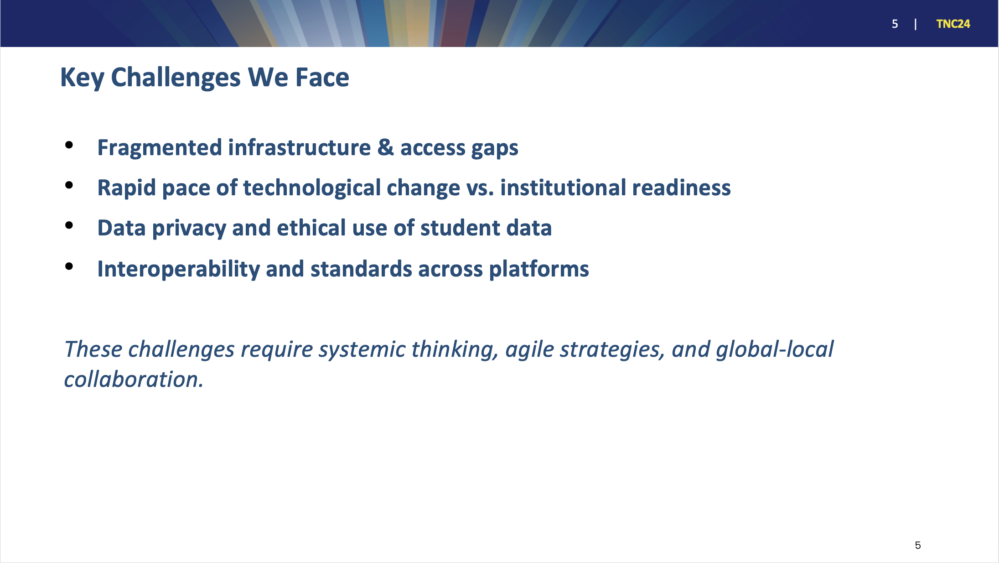 5 | TNC24
Key Challenges We Face
• Fragmented infrastructure & access gaps
• Rapid pace of technological change vs. institutional readiness
• Data privacy and ethical use of student data
• Interoperability and standards across platforms
These challenges require systemic thinking, agile strategies, and global-local
collaboration.
5